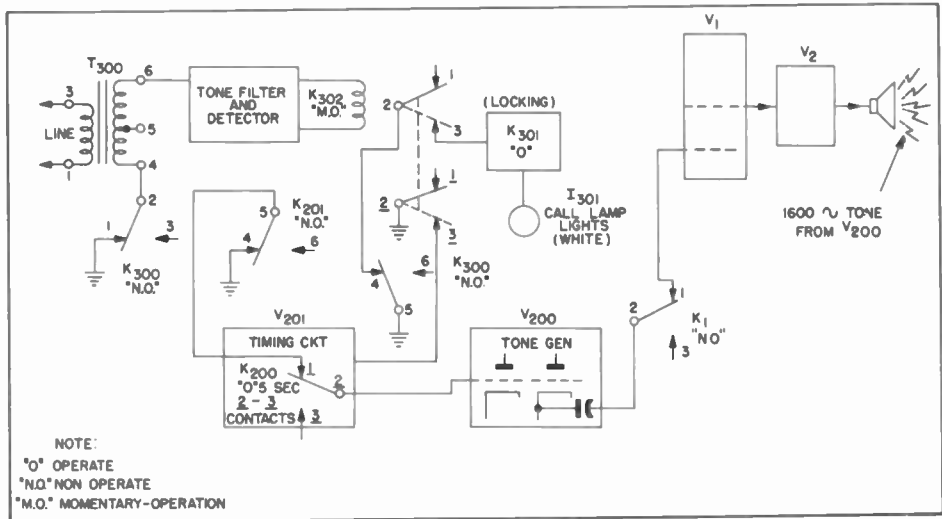 T300
3
LINE
1
6
5
4
2
1
3
K300
"N.O."
TONE FILTER
AND
DETECTOR
K302
"M.O."
2
1
3
1
2
3
(LOCKING)
K301
"O"
I301
CALL LAMP
LIGHTS
(WHITE)
5
K201
"N.O."
4
6
6
4
5
K300
"N.O."
V201
TIMING CKT
K200
"O" 5 SEC
2 - 3
CONTACTS
1
2
3
V200
TONE GEN
V1
V2
1600 ~ TONE
FROM V200
2
1
K1
"NO"
3
NOTE:
"O" OPERATE
"N.O." NON OPERATE
"M.O." MOMENTARY-OPERATION